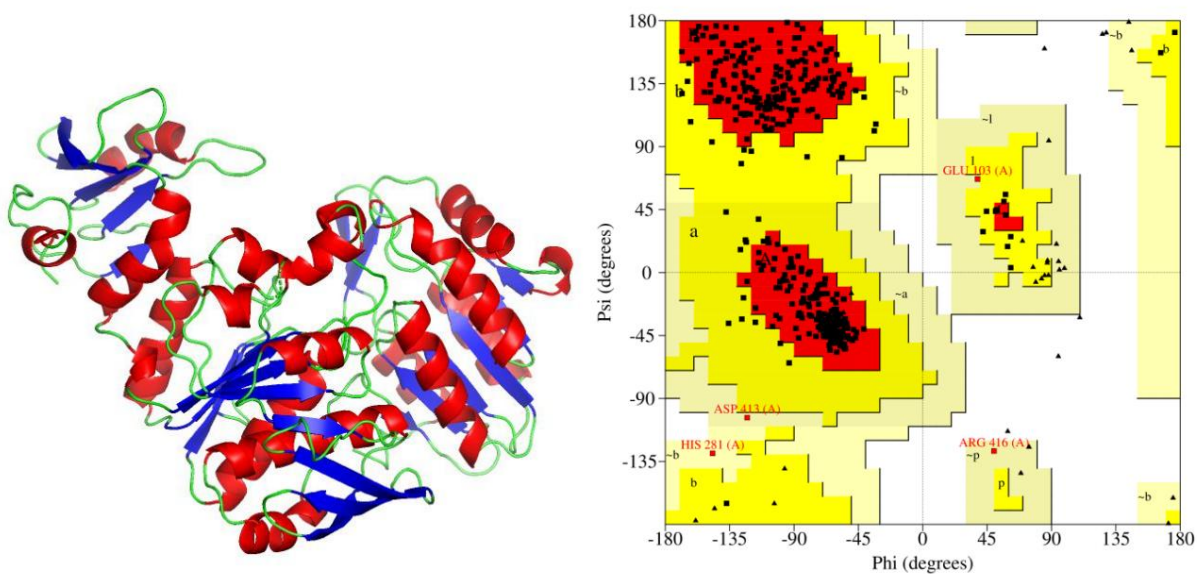 180
~b
b
135
b
~b
~l
90
l
GLU 103 (A)
45
a
A
0
~a
-45
-90
ASP 413 (A)
HIS 281 (A)
ARG 416 (A)
~b
~p
-135
b
p
~b
-180 -135 -90 -45 0 45 90 135 180
Phi (degrees)
Psi (degrees)